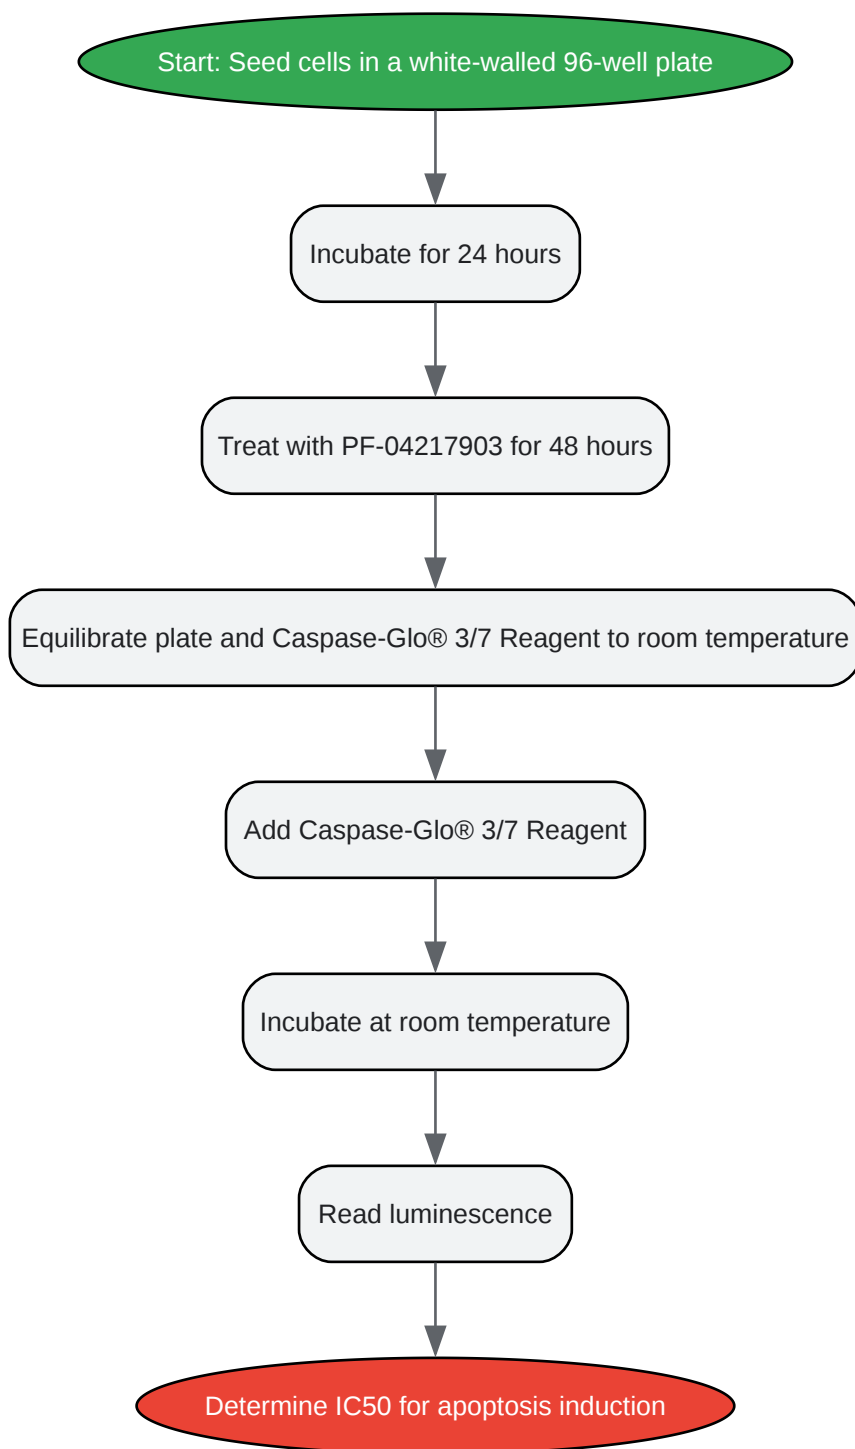 Start: Seed cells in a white-walled 96-well plate
Incubate for 24 hours
Treat with PF-04217903 for 48 hours
Equilibrate plate and Caspase-Glo® 3/7 Reagent to room temperature
Add Caspase-Glo® 3/7 Reagent
Incubate at room temperature
Read luminescence
Determine IC50 for apoptosis induction